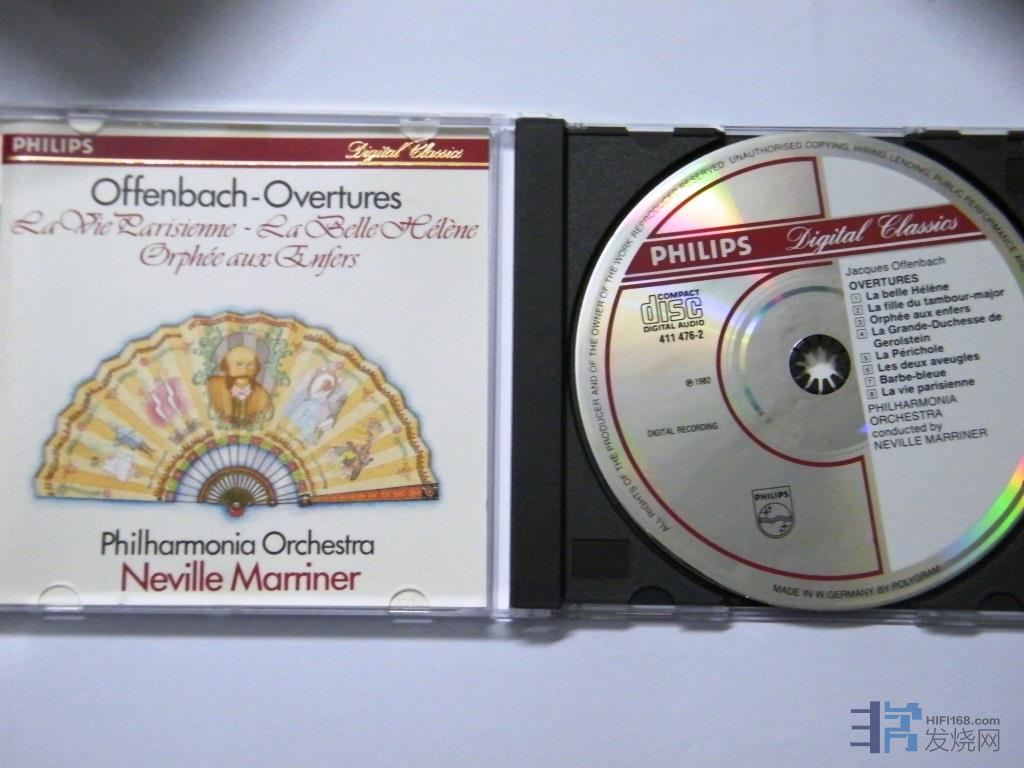 PHILIPS
Digital Classics
Offenbach-Overtures
La Vie Parisienne - La Belle Hélène
Orphée aux Enfers
Philharmonia Orchestra
Neville Marriner
ALL RIGHTS OF THE PRODUCER AND OF THE OWNER OF THE WORK REPRODUCED RESERVED. UNAUTHORISED COPYING, HIRING, LENDING, PUBLIC PERFORMANCE AN
PHILIPS
Digital Classics
COMPACT
disc
DIGITAL AUDIO
411 476-2
℗ 1982
DIGITAL RECORDING
Jacques Offenbach
OVERTURES
1 La belle Hélène
2 La fille du tambour-major
3 Orphée aux enfers
4 La Grande-Duchesse de
Gerolstein
5 La Périchole
6 Les deux aveugles
7 Barbe-bleue
8 La vie parisienne
PHILHARMONIA
ORCHESTRA
conducted by
NEVILLE MARRINER
PHILIPS
MADE IN W. GERMANY BY POLYGRAM
HIFI168.com
发烧网